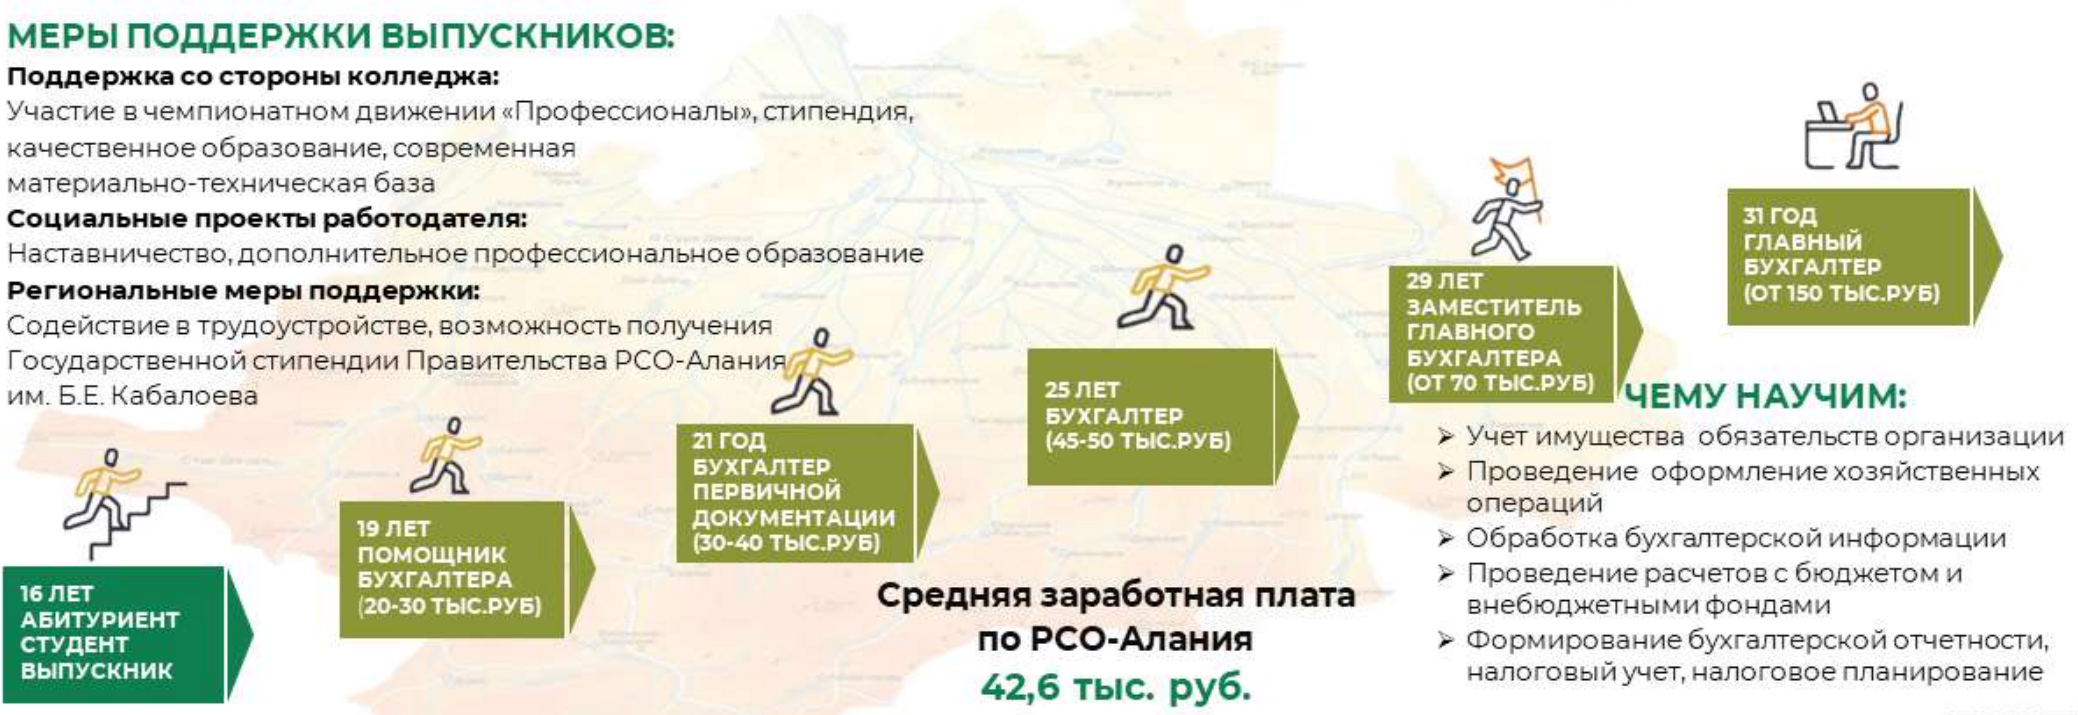 МЕРЫ ПОДДЕРЖКИ ВЫПУСКНИКОВ:
Поддержка со стороны колледжа:
Участие в чемпионатном движении «Профессионалы», стипендия,
качественное образование, современная
материально-техническая база
Социальные проекты работодателя:
Наставничество, дополнительное профессиональное образование
Региональные меры поддержки:
Содействие в трудоустройстве, возможность получения
Государственной стипендии Правительства РСО-Алания
им. Б.Е. Кабалоева
16 ЛЕТ
АБИТУРИЕНТ
СТУДЕНТ
ВЫПУСКНИК
19 ЛЕТ
ПОМОЩНИК
БУХГАЛТЕРА
(20-30 ТЫС.РУБ)
21 ГОД
БУХГАЛТЕР
ПЕРВИЧНОЙ
ДОКУМЕНТАЦИИ
(30-40 ТЫС.РУБ)
25 ЛЕТ
БУХГАЛТЕР
(45-50 ТЫС.РУБ)
29 ЛЕТ
ЗАМЕСТИТЕЛЬ
ГЛАВНОГО
БУХГАЛТЕРА
(ОТ 70 ТЫС.РУБ)
31 ГОД
ГЛАВНЫЙ
БУХГАЛТЕР
(ОТ 150 ТЫС.РУБ)
Средняя заработная плата
по РСО-Алания
42,6 тыс. руб.
ЧЕМУ НАУЧИМ:
➢ Учет имущества обязательств организации
➢ Проведение оформление хозяйственных
операций
➢ Обработка бухгалтерской информации
➢ Проведение расчетов с бюджетом и
внебюджетными фондами
➢ Формирование бухгалтерской отчетности,
налоговый учет, налоговое планирование